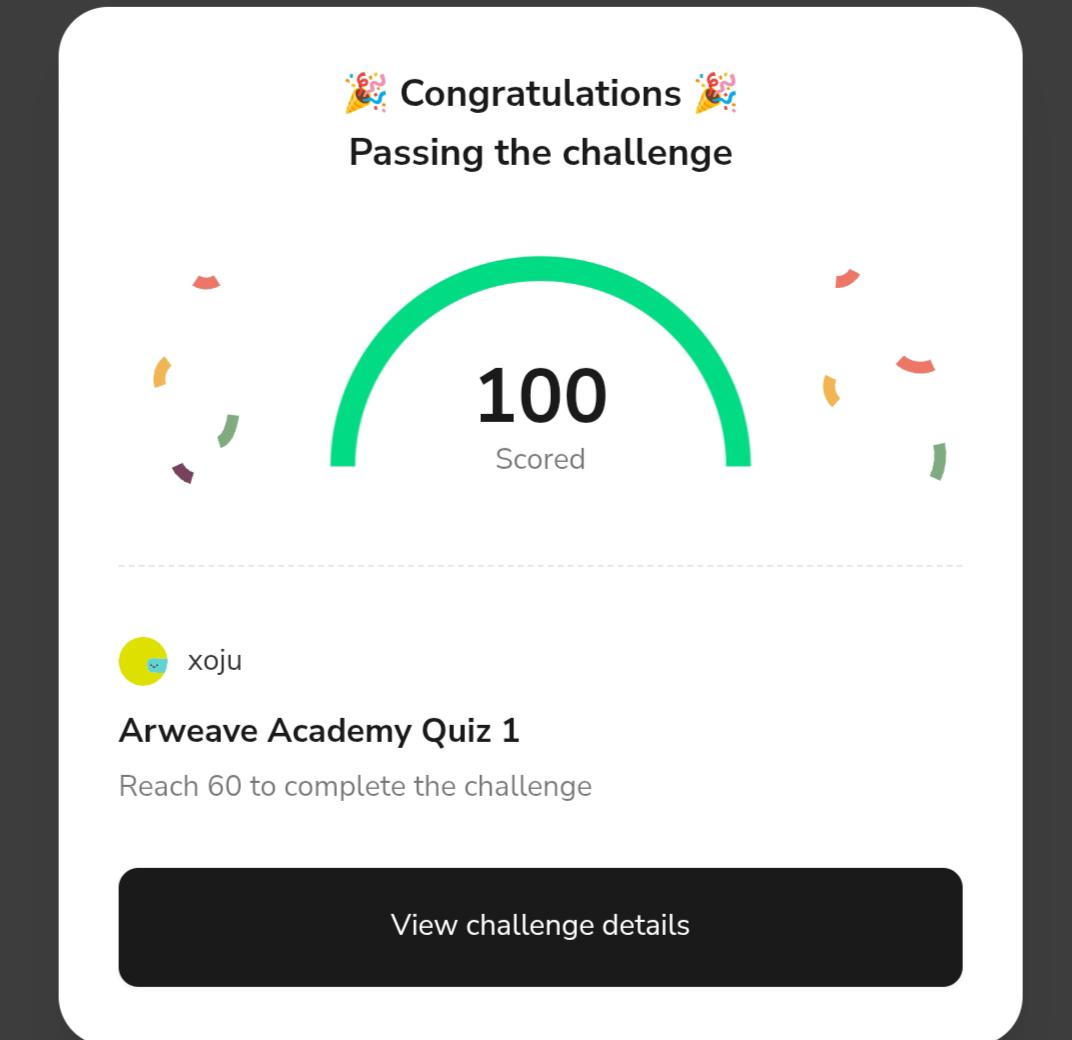 🎉 Congratulations 🎉
Passing the challenge
100
Scored
xoju
Arweave Academy Quiz 1
Reach 60 to complete the challenge
View challenge details